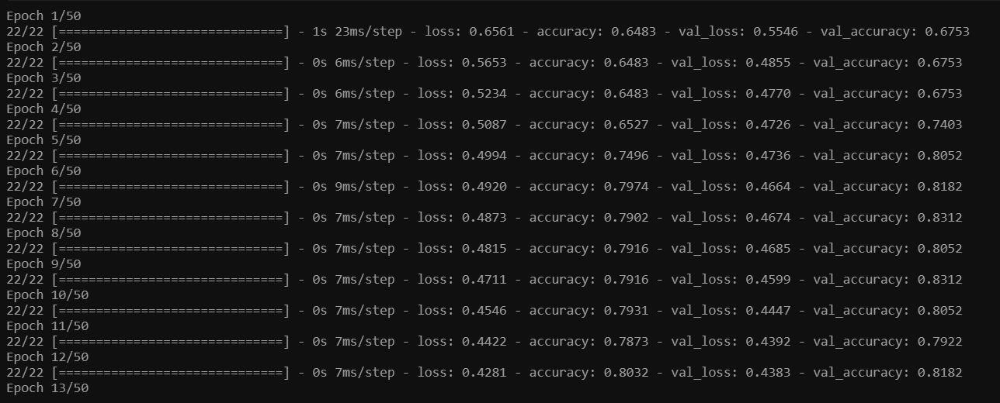 Epoch 1/50
22/22 [==============================] - 1s 23ms/step - loss: 0.6561 - accuracy: 0.6483 - val_loss: 0.5546 - val_accuracy: 0.6753
Epoch 2/50
22/22 [==============================] - 0s 6ms/step - loss: 0.5653 - accuracy: 0.6483 - val_loss: 0.4855 - val_accuracy: 0.6753
Epoch 3/50
22/22 [==============================] - 0s 6ms/step - loss: 0.5234 - accuracy: 0.6483 - val_loss: 0.4770 - val_accuracy: 0.6753
Epoch 4/50
22/22 [==============================] - 0s 7ms/step - loss: 0.5087 - accuracy: 0.6527 - val_loss: 0.4726 - val_accuracy: 0.7403
Epoch 5/50
22/22 [==============================] - 0s 7ms/step - loss: 0.4994 - accuracy: 0.7496 - val_loss: 0.4736 - val_accuracy: 0.8052
Epoch 6/50
22/22 [==============================] - 0s 9ms/step - loss: 0.4920 - accuracy: 0.7974 - val_loss: 0.4664 - val_accuracy: 0.8182
Epoch 7/50
22/22 [==============================] - 0s 7ms/step - loss: 0.4873 - accuracy: 0.7902 - val_loss: 0.4674 - val_accuracy: 0.8312
Epoch 8/50
22/22 [==============================] - 0s 7ms/step - loss: 0.4815 - accuracy: 0.7916 - val_loss: 0.4685 - val_accuracy: 0.8052
Epoch 9/50
22/22 [==============================] - 0s 7ms/step - loss: 0.4711 - accuracy: 0.7916 - val_loss: 0.4599 - val_accuracy: 0.8312
Epoch 10/50
22/22 [==============================] - 0s 7ms/step - loss: 0.4546 - accuracy: 0.7931 - val_loss: 0.4447 - val_accuracy: 0.8052
Epoch 11/50
22/22 [==============================] - 0s 7ms/step - loss: 0.4422 - accuracy: 0.7873 - val_loss: 0.4392 - val_accuracy: 0.7922
Epoch 12/50
22/22 [==============================] - 0s 7ms/step - loss: 0.4281 - accuracy: 0.8032 - val_loss: 0.4383 - val_accuracy: 0.8182
Epoch 13/50